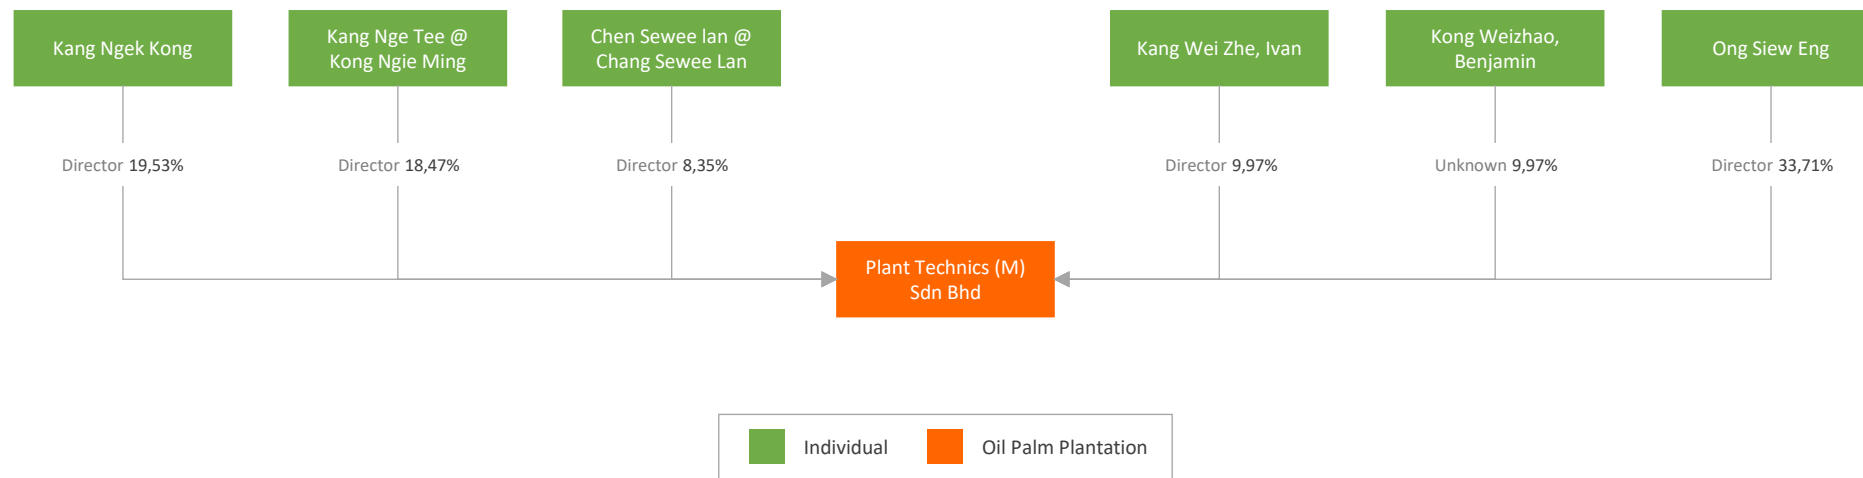 Kang Ngek Kong
Kang Nge Tee @
Kong Ngie Ming
Chen Sewee lan @
Chang Sewee Lan
Kang Wei Zhe, Ivan
Kong Weizhao,
Benjamin
Ong Siew Eng
Director 19,53%
Director 18,47%
Director 8,35%
Director 9,97%
Unknown 9,97%
Director 33,71%
Plant Technics (M)
Sdn Bhd
Individual
Oil Palm Plantation